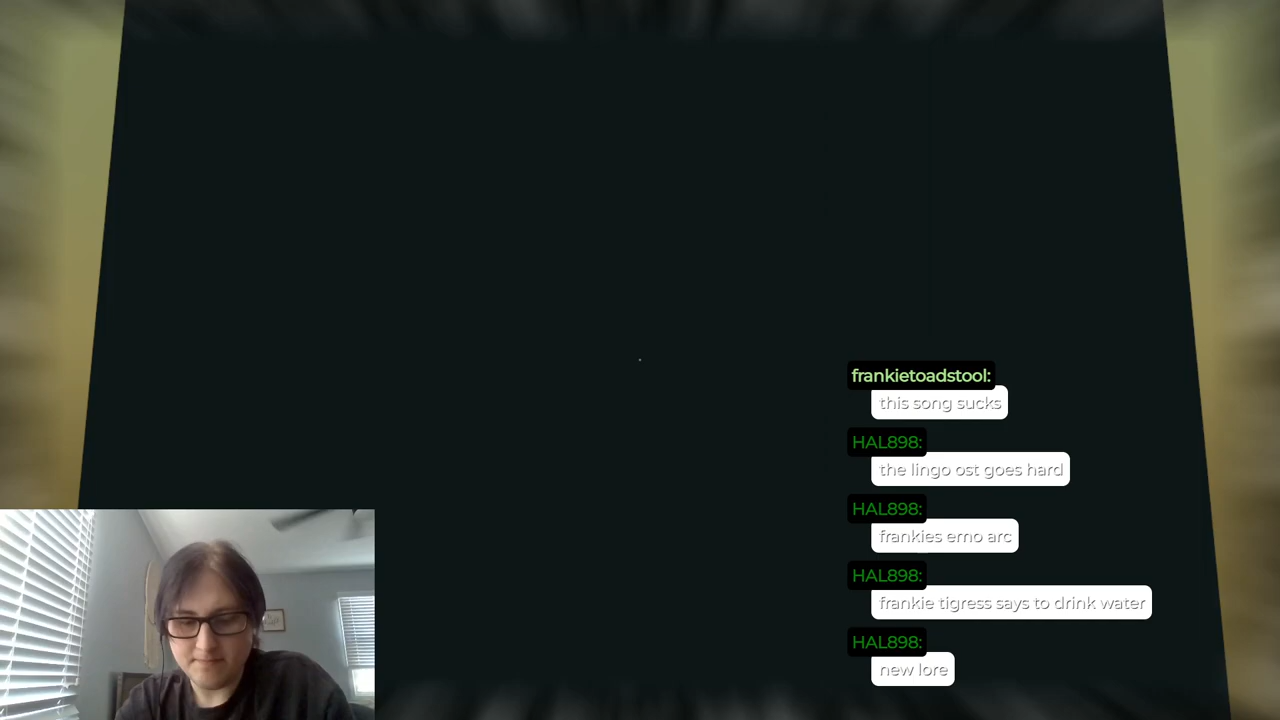 frankietoadstool:
this song sucks
HAL898:
the lingo ost goes hard
HAL898:
frankies emo arc
HAL898:
frankie tigress says to drink water
HAL898:
new lore